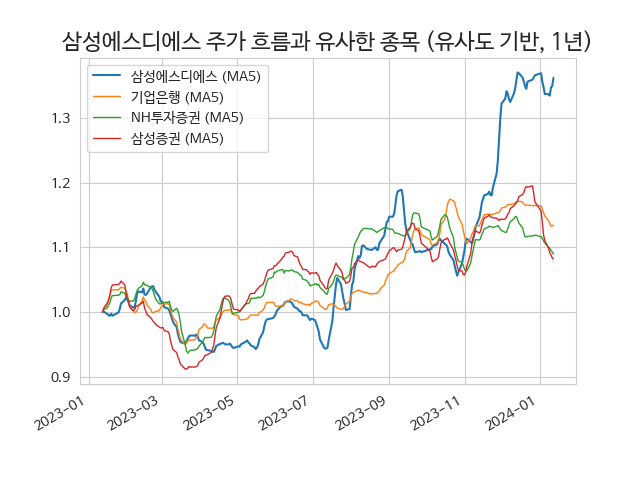 삼성에스디에스 주가 흐름과 유사한 종목 (유사도 기반, 1년)
삼성에스디에스 (MA5)
기업은행 (MA5)
NH투자증권 (MA5)
삼성증권 (MA5)
1.3
1.2
1.1
1.0
0.9
2023-01
2023-03
2023-05
2023-07
2023-09
2023-11
2024-01